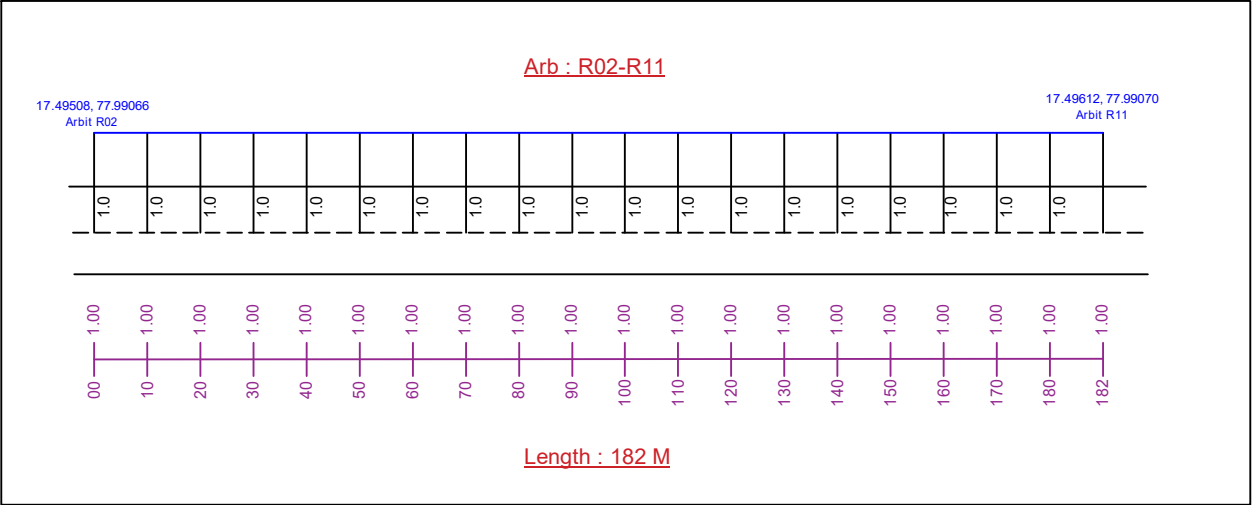 Arb : R02-R11
17.49508, 77.99066
Arbit R02
17.49612, 77.99070
Arbit R11
1.0 1.0 1.0 1.0 1.0 1.0 1.0 1.0 1.0 1.0 1.0 1.0 1.0 1.0 1.0 1.0 1.0 1.0 1.0
1.00 1.00 1.00 1.00 1.00 1.00 1.00 1.00 1.00 1.00 1.00 1.00 1.00 1.00 1.00 1.00 1.00 1.00 1.00 1.00
00 10 20 30 40 50 60 70 80 90 100 110 120 130 140 150 160 170 180 182
Length : 182 M